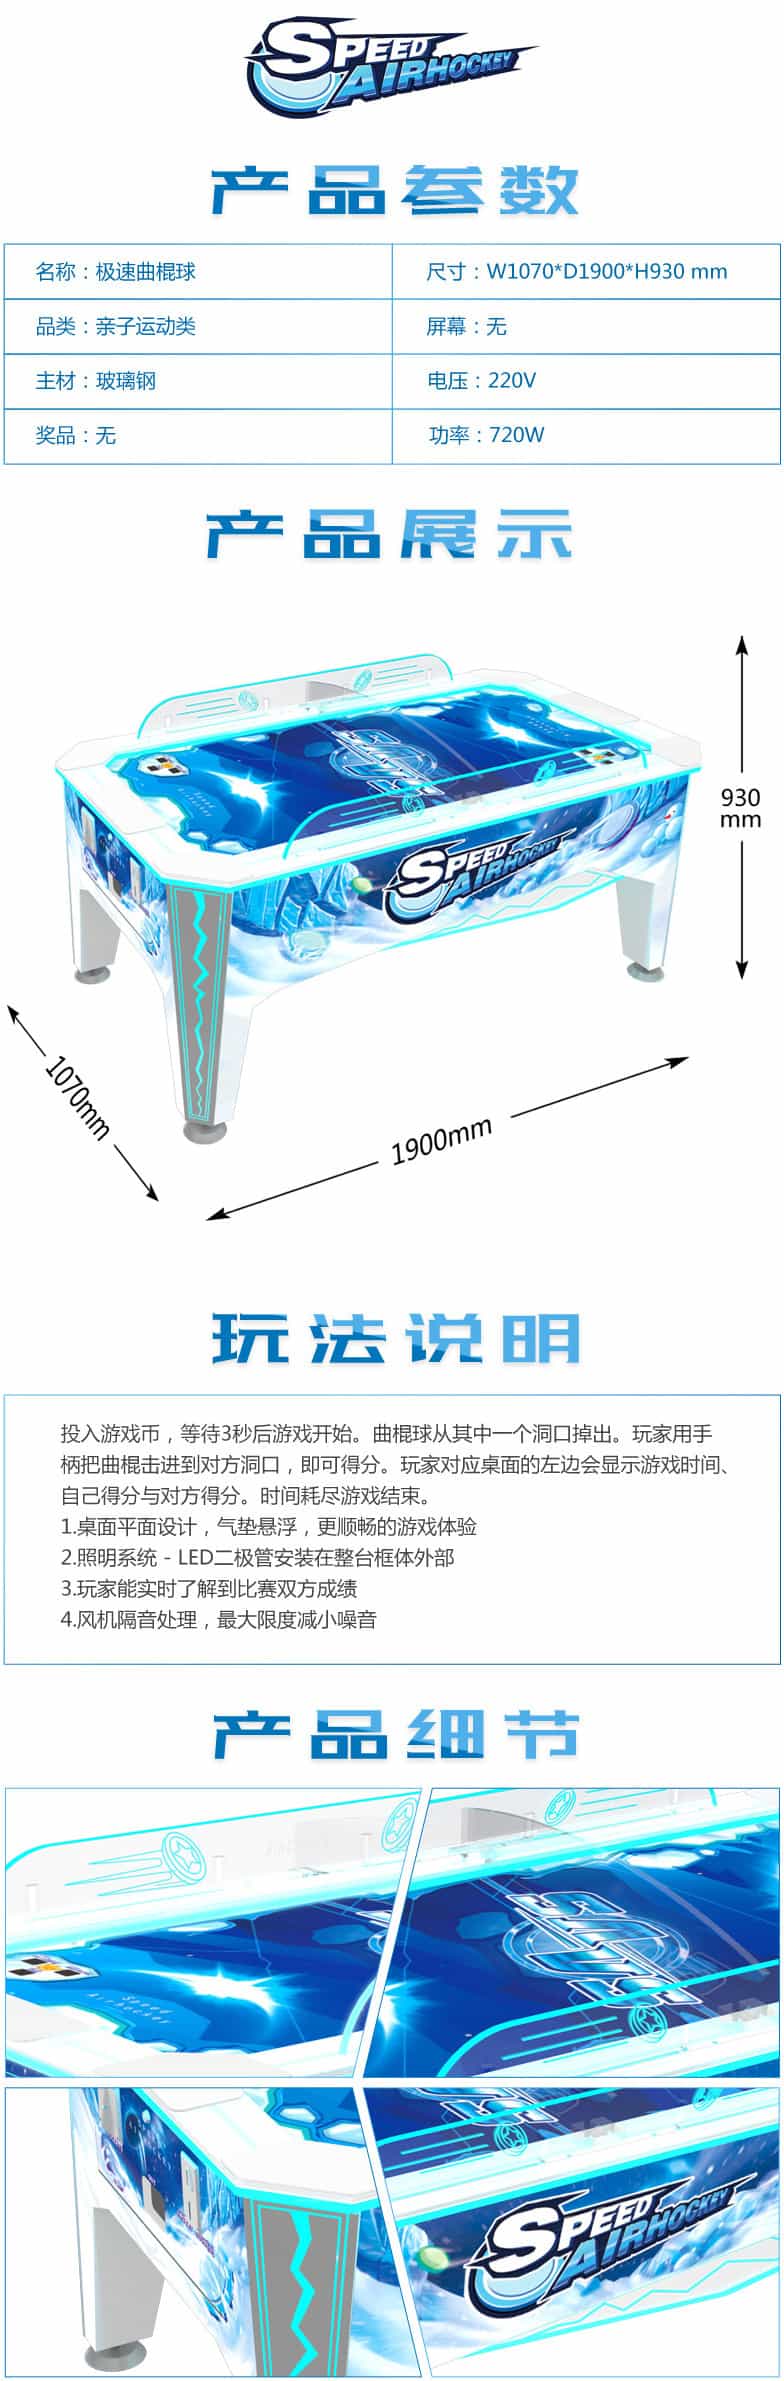 SPEED
AIRHOCKEY
产品参数
名称：极速曲棍球
尺寸：W1070*D1900*H930 mm
品类：亲子运动类
屏幕：无
主材：玻璃钢
电压：220V
奖品：无
功率：720W
产品展示
930
mm
Speed
Airhockey
SPEED
AIRHOCKEY
1070mm
1900mm
玩法说明
投入游戏币，等待3秒后游戏开始。曲棍球从其中一个洞口掉出。玩家用手
柄把曲棍击进到对方洞口，即可得分。玩家对应桌面的左边会显示游戏时间、
自己得分与对方得分。时间耗尽游戏结束。
1.桌面平面设计，气垫悬浮，更顺畅的游戏体验
2.照明系统 - LED二极管安装在整台框体外部
3.玩家能实时了解到比赛双方成绩
4.风机隔音处理，最大限度减小噪音
产品细节
Speed
Airhockey
SPEED
AIRHOCKEY